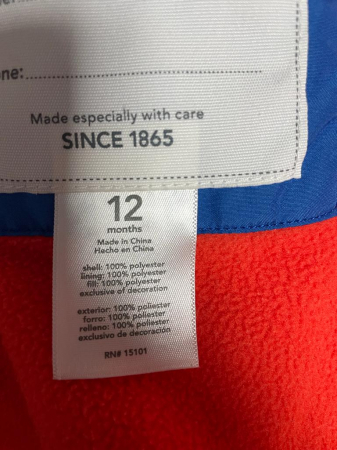 one:
Made especially with care
SINCE 1865
12
months
Made in China
Hecho en China
shell: 100% polyester
lining: 100% polyester
fill: 100% polyester
exclusive of decoration
exterior: 100% poliester
forro: 100% poliester
relleno: 100% poliester
exclusivo de decoración
RN# 15101